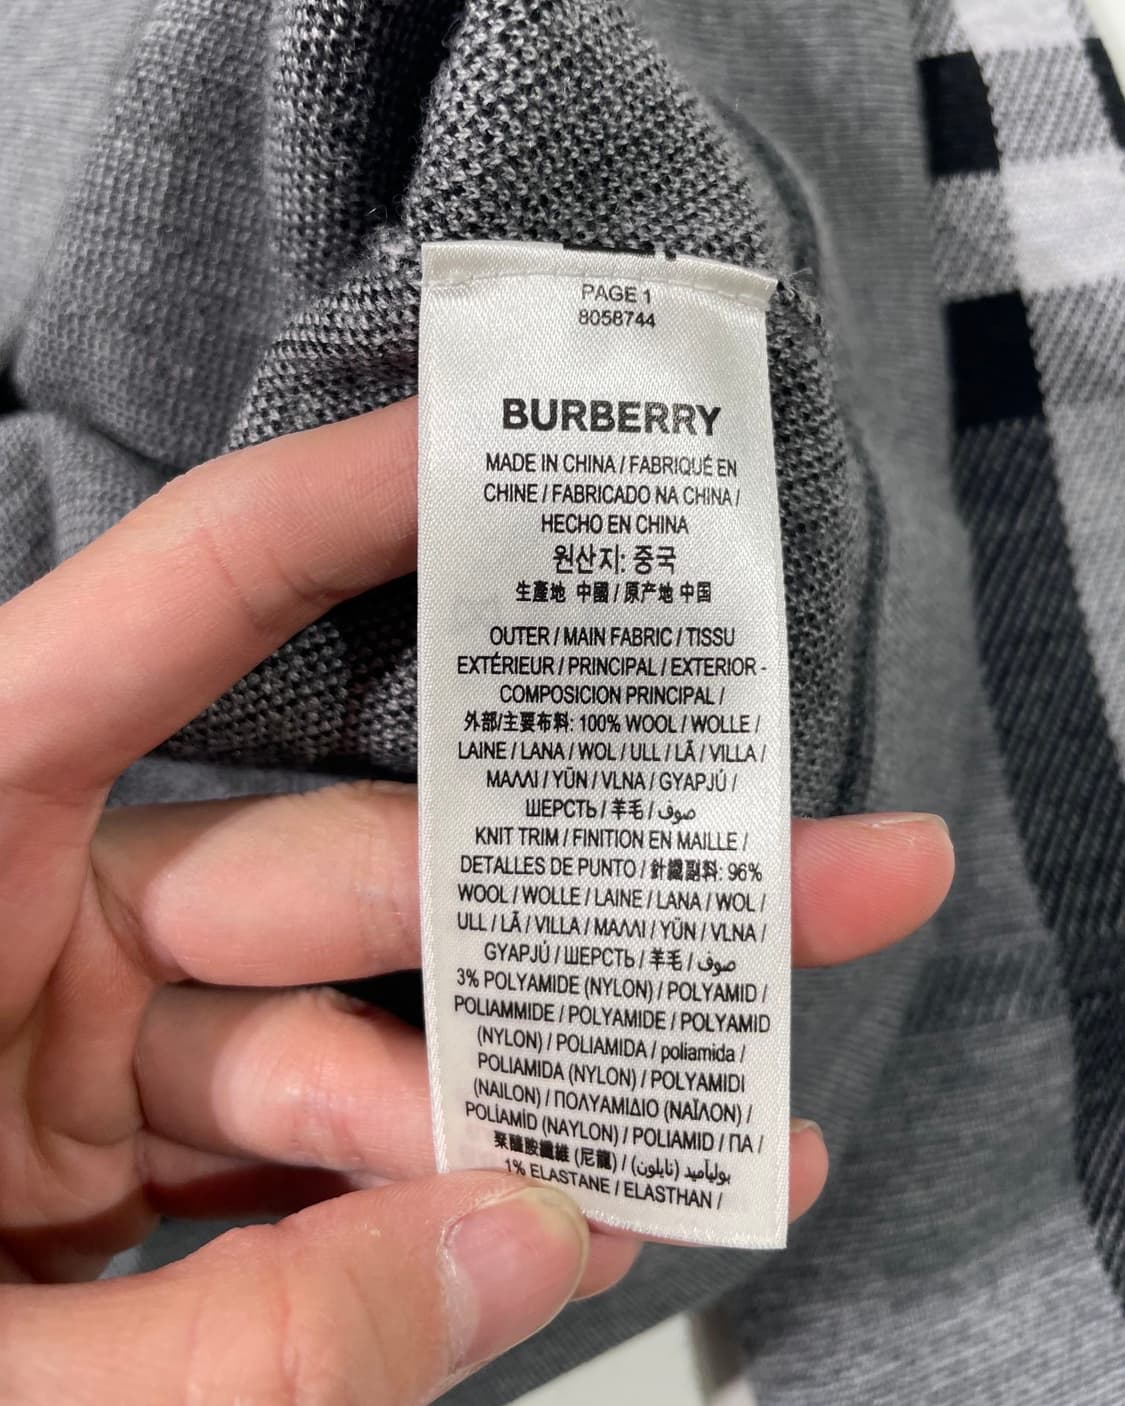 PAGE 1
8058744
BURBERRY
MADE IN CHINA / FABRIQUÉ EN
CHINE / FABRICADO NA CHINA /
HECHO EN CHINA
원산지: 중국
生產地 中國 / 原产地 中国
OUTER / MAIN FABRIC / TISSU
EXTÉRIEUR / PRINCIPAL / EXTERIOR -
COMPOSICION PRINCIPAL /
外部/主要布料: 100% WOOL / WOLLE /
LAINE / LANA / WOL / ULL / LÃ / VILLA /
ΜΑΛΛΙ / YÜN / VLNA / GYAPJÚ /
ШЕРСТЬ / 羊毛 / صوف
KNIT TRIM / FINITION EN MAILLE /
DETALLES DE PUNTO / 針織副料: 96%
WOOL / WOLLE / LAINE / LANA / WOL /
ULL / LÃ / VILLA / ΜΑΛΛΙ / YÜN / VLNA /
GYAPJÚ / ШЕРСТЬ / 羊毛 / صوف
3% POLYAMIDE (NYLON) / POLYAMID /
POLIAMMIDE / POLYAMIDE / POLYAMID
(NYLON) / POLIAMIDA / poliamida /
POLIAMIDA (NYLON) / POLYAMIDI
(NAILON) / ΠΟΛΥΑΜΙΔΙΟ (ΝΑΪΛΟΝ) /
POLİAMİD (NAYLON) / POLIAMID / ПА /
聚醯胺纖維 (尼龍) / بوليآميد (نايلون)
1% ELASTANE / ELASTHAN /